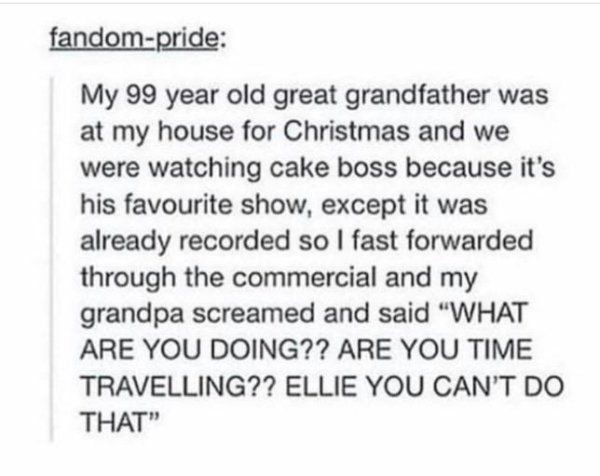 fandom-pride:
My 99 year old great grandfather was
at my house for Christmas and we
were watching cake boss because it's
his favourite show, except it was
already recorded so I fast forwarded
through the commercial and my
grandpa screamed and said “WHAT
ARE YOU DOING?? ARE YOU TIME
TRAVELLING?? ELLIE YOU CAN'T DO
THAT”